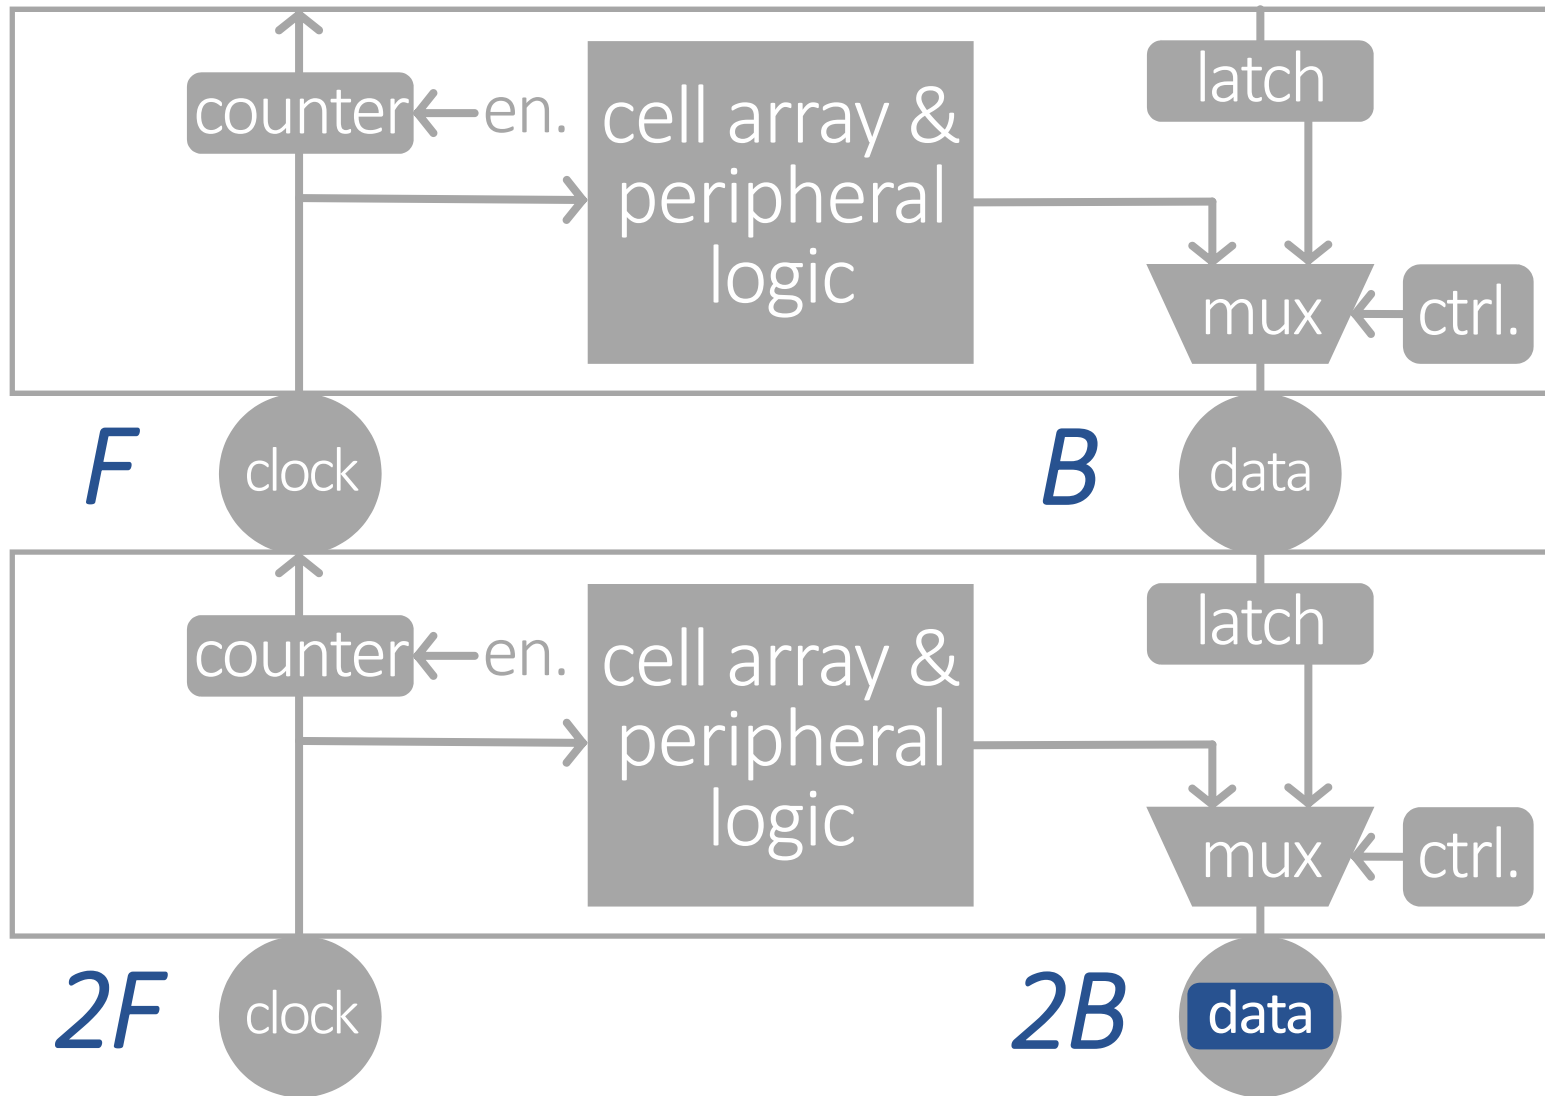 counter
en.
cell array &
peripheral
logic
latch
mux
ctrl.
F
clock
B
data
counter
en.
cell array &
peripheral
logic
latch
mux
ctrl.
2F
clock
2B
data